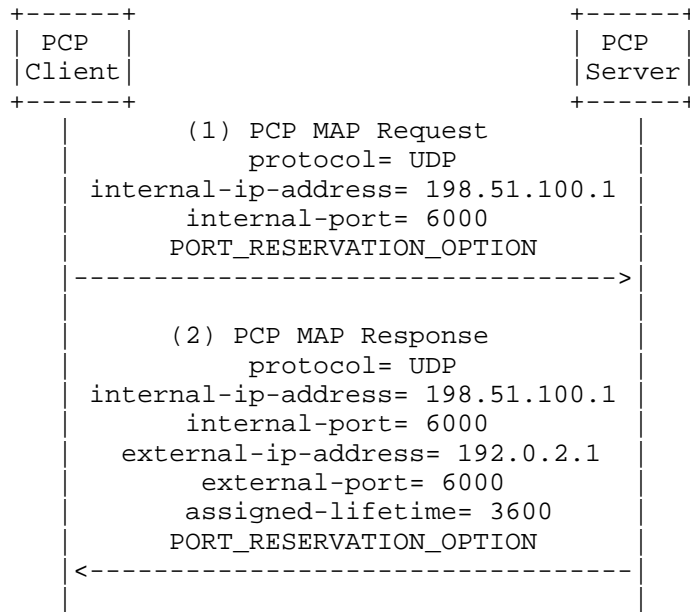 PCP PCP
Client Server
(1) PCP MAP Request
protocol= UDP
internal-ip-address= 198.51.100.1
internal-port= 6000
PORT_RESERVATION_OPTION
(2) PCP MAP Response
protocol= UDP
internal-ip-address= 198.51.100.1
internal-port= 6000
external-ip-address= 192.0.2.1
external-port= 6000
assigned-lifetime= 3600
PORT_RESERVATION_OPTION